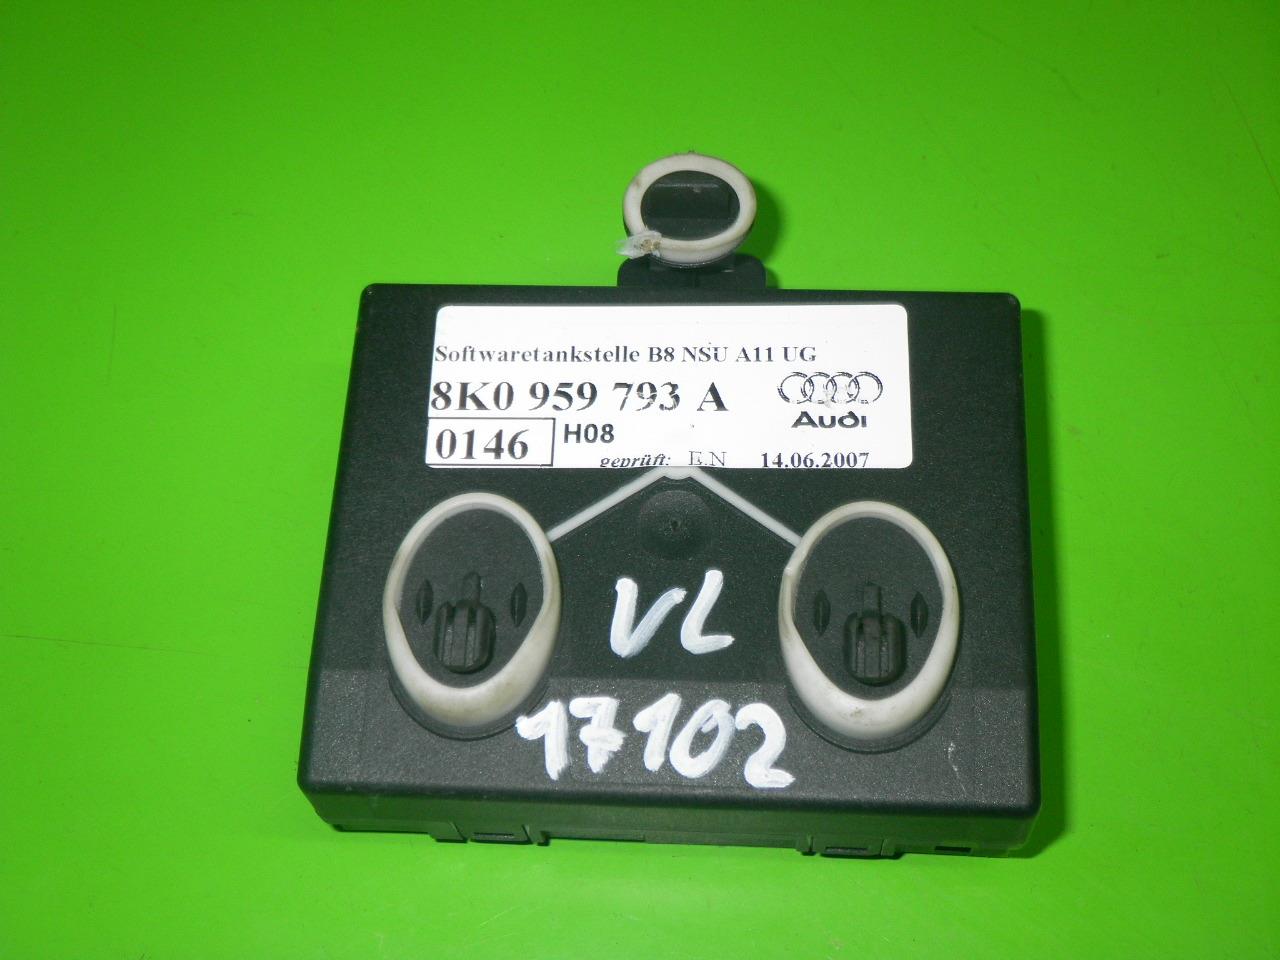 Softwaretankstelle B8 NSU A11 UG
8K0 959 793 A
Audi
0146 H08
geprüft: E.N 14.06.2007
VL
17102